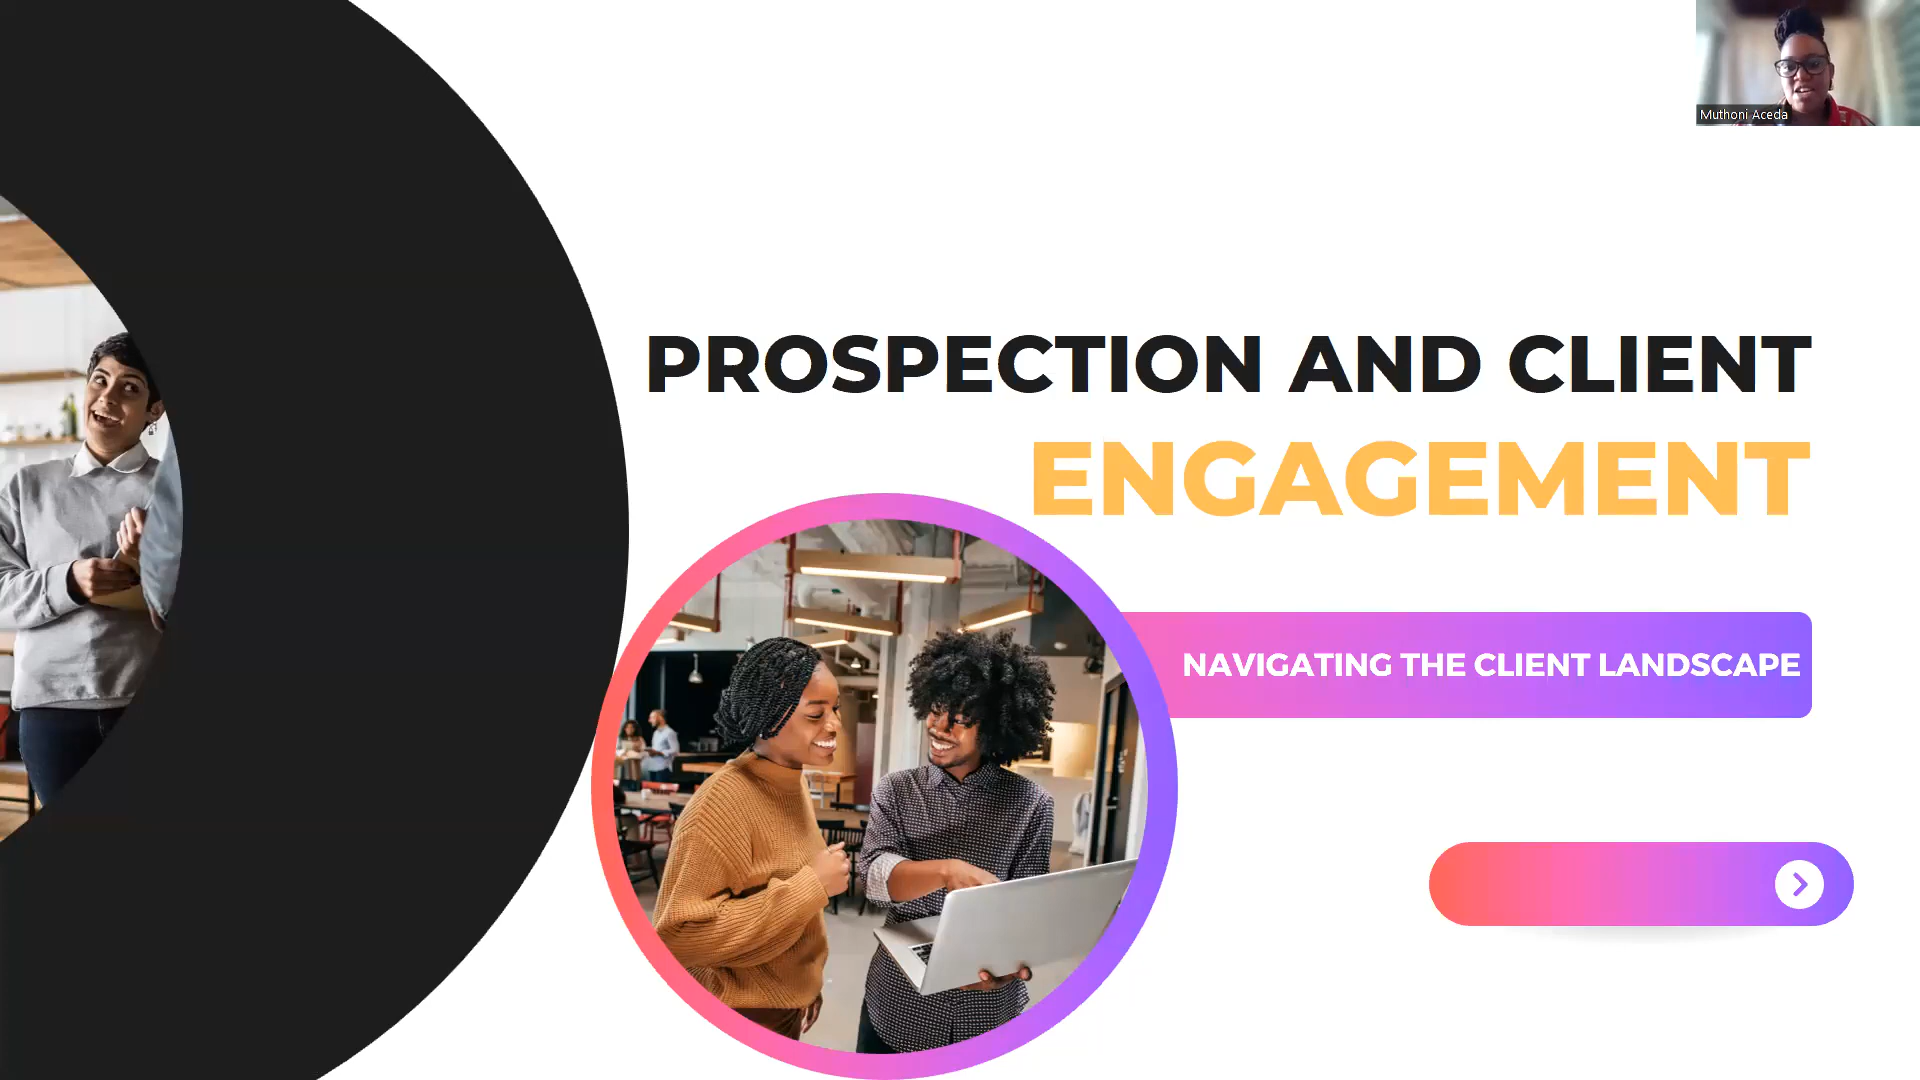 Muthoni Aceda
PROSPECTION AND CLIENT
ENGAGEMENT
NAVIGATING THE CLIENT LANDSCAPE